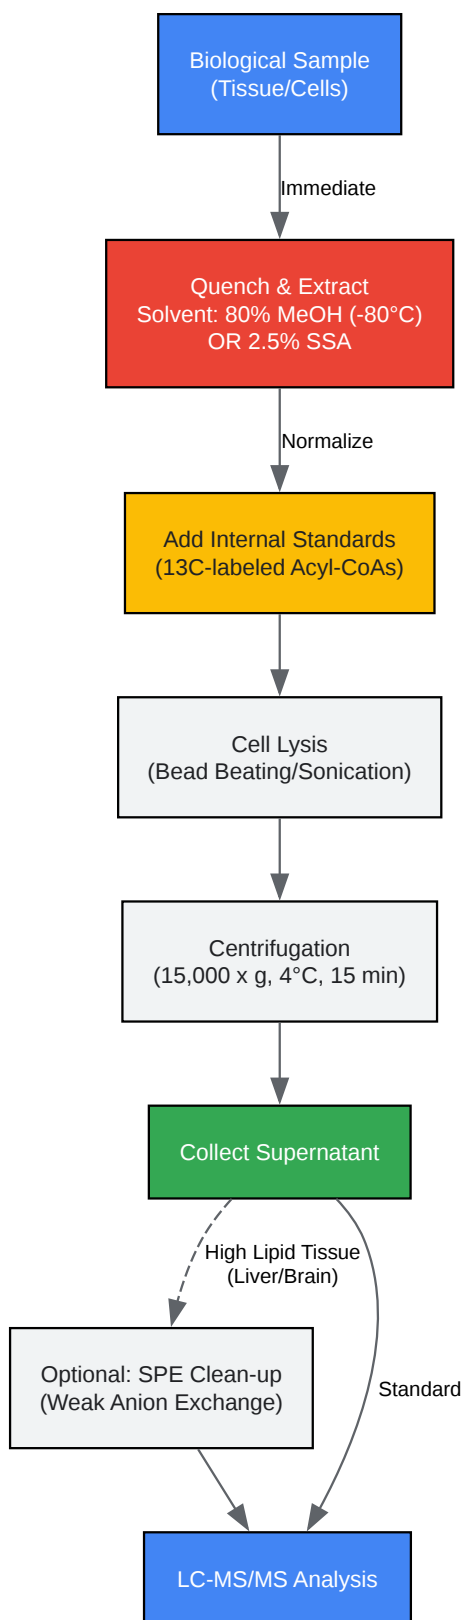 Biological Sample
(Tissue/Cells)
Immediate
Quench & Extract
Solvent: 80% MeOH (-80°C)
OR 2.5% SSA
Normalize
Add Internal Standards
(13C-labeled Acyl-CoAs)
Cell Lysis
(Bead Beating/Sonication)
Centrifugation
(15,000 x g, 4°C, 15 min)
Collect Supernatant
High Lipid Tissue
(Liver/Brain)
Optional: SPE Clean-up
(Weak Anion Exchange)
Standard
LC-MS/MS Analysis